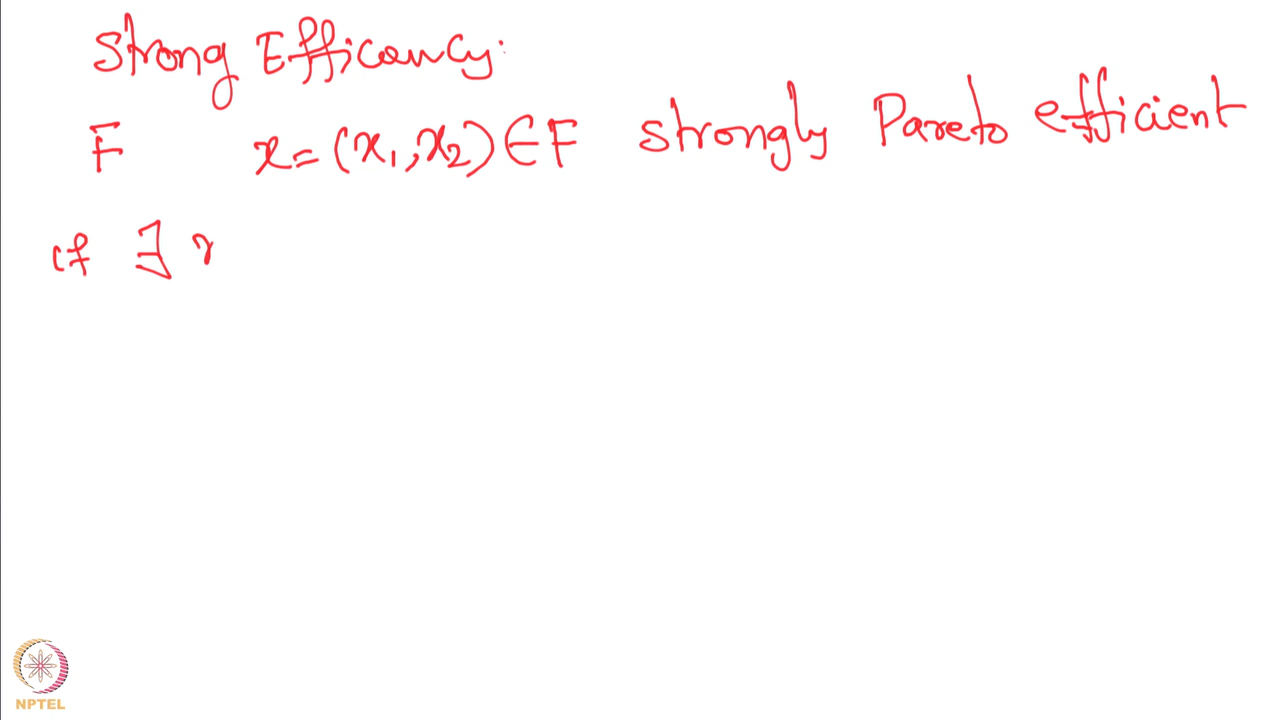 Strong Efficancy.
F x=(x₁,x₂)∈F strongly Pareto efficient
if ∃
NPTEL